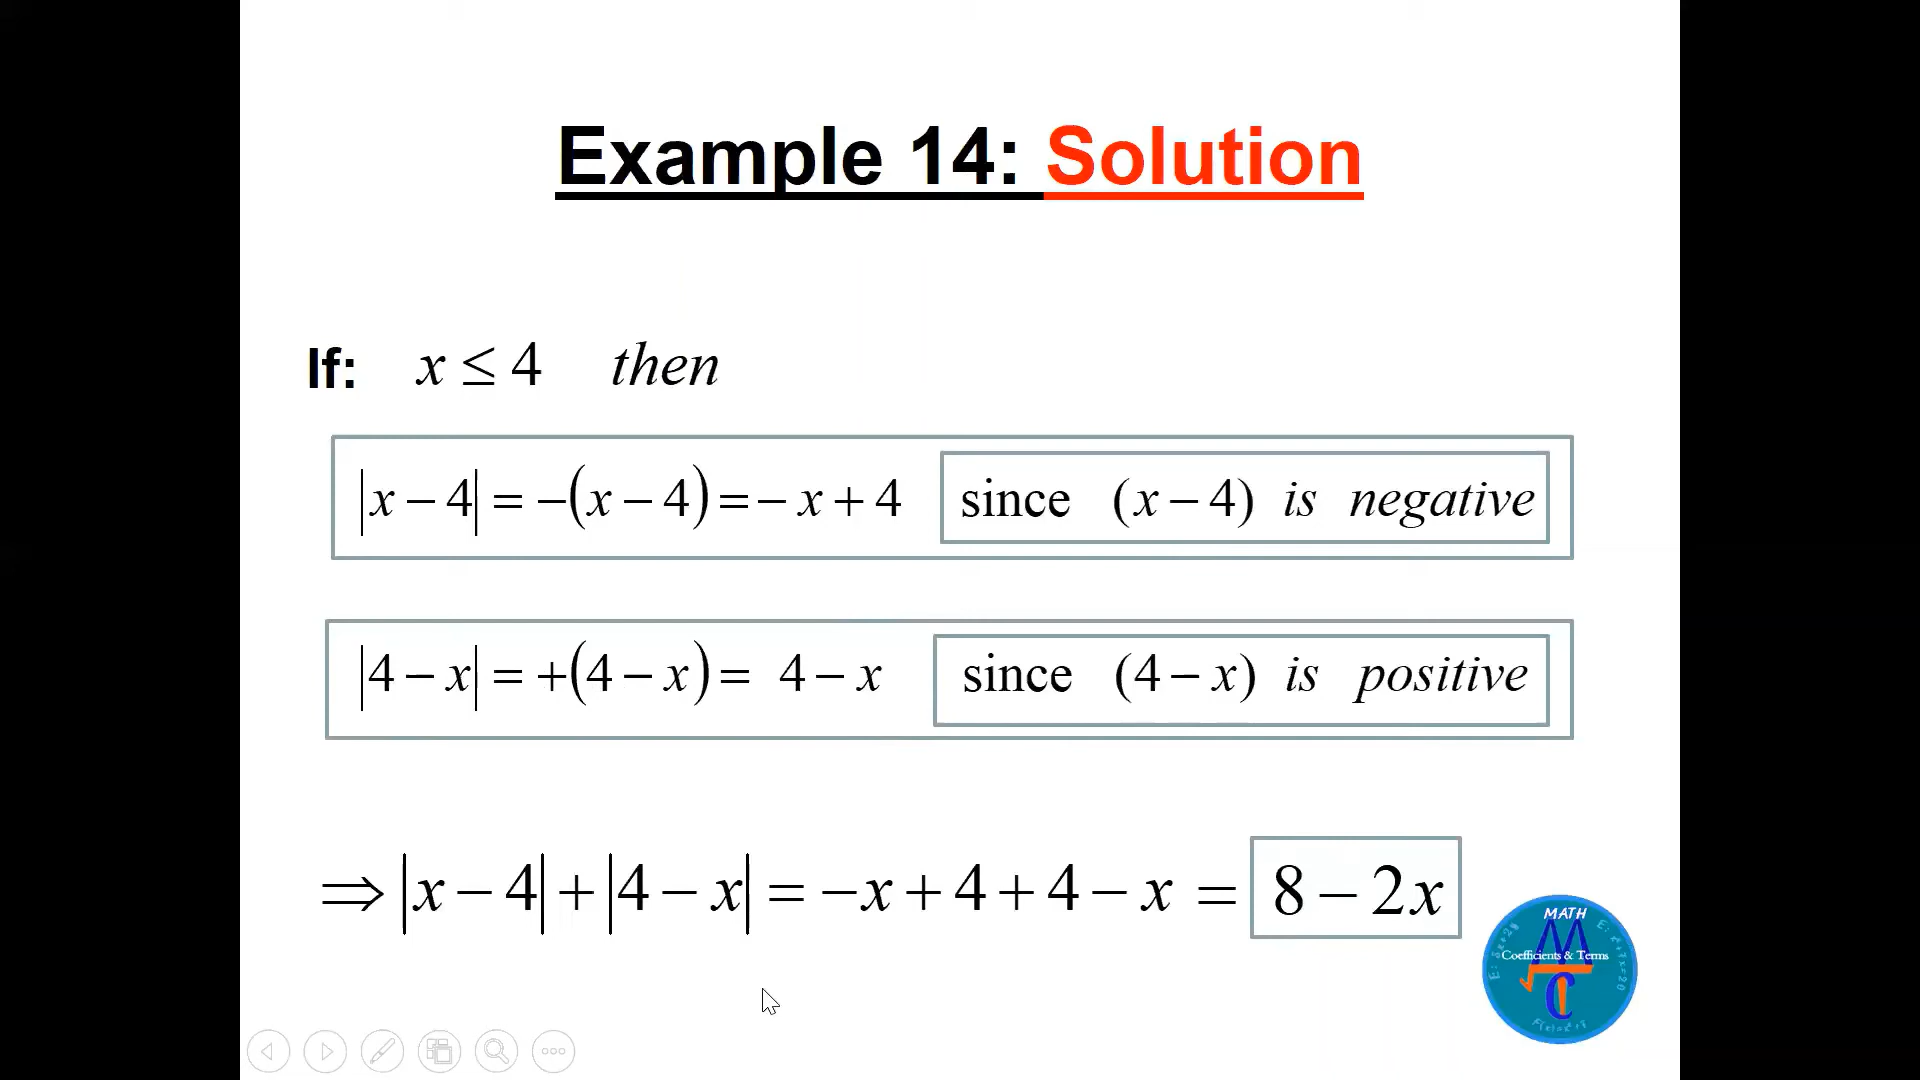 Example 14: Solution
If: x ≤ 4 then
|x − 4| = −(x − 4) = − x + 4 since (x − 4) is negative
|4 − x| = +(4 − x) = 4 − x since (4 − x) is positive
⇒ |x − 4| + |4 − x| = −x + 4 + 4 − x = 8 − 2x
MATH
Coefficients & Terms